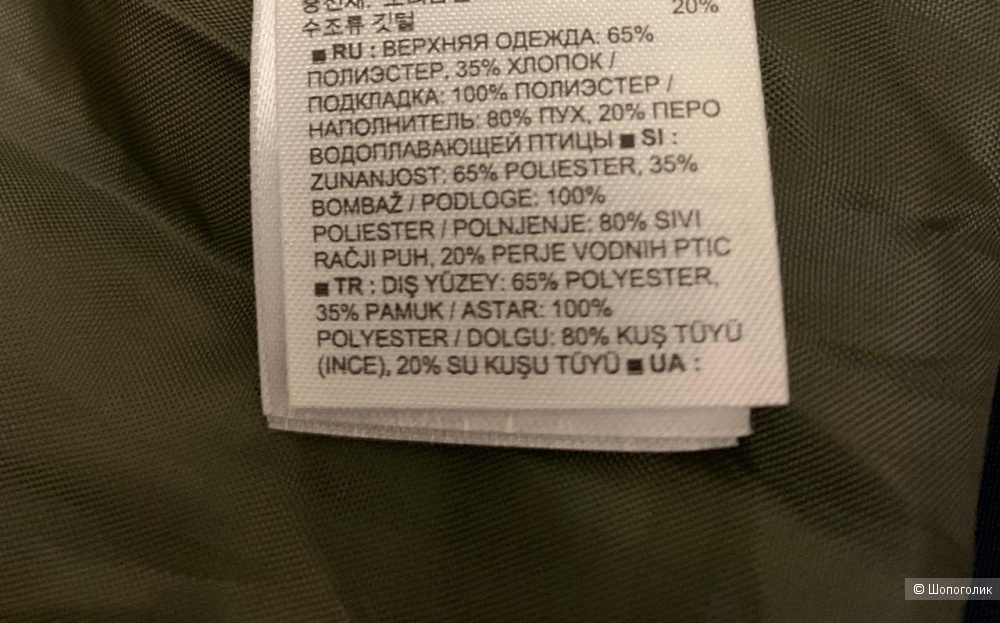 20%
수조류 깃털
■ RU : ВЕРХНЯЯ ОДЕЖДА: 65%
ПОЛИЭСТЕР, 35% ХЛОПОК /
ПОДКЛАДКА: 100% ПОЛИЭСТЕР /
НАПОЛНИТЕЛЬ: 80% ПУХ, 20% ПЕРО
ВОДОПЛАВАЮЩЕЙ ПТИЦЫ ■ SI :
ZUNANJOST: 65% POLIESTER, 35%
BOMBAŽ / PODLOGE: 100%
POLIESTER / POLNJENJE: 80% SIVI
RAČJI PUH, 20% PERJE VODNIH PTIC
■ TR : DIŞ YÜZEY: 65% POLYESTER,
35% PAMUK / ASTAR: 100%
POLYESTER / DOLGU: 80% KUŞ TÜYÜ
(INCE), 20% SU KUŞU TÜYÜ ■ UA :
© Шопоголик